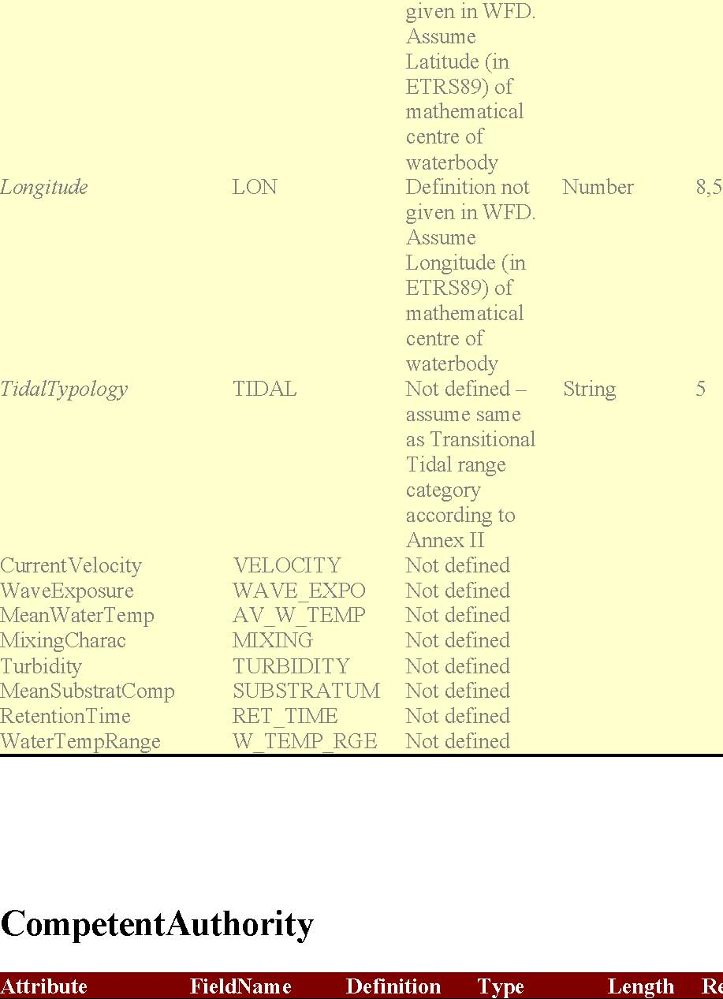 given in WFD.
Assume
Latitude (in
ETRS89) of
mathematical
centre of
waterbody
Longitude LON Definition not Number 8,5
given in WFD.
Assume
Longitude (in
ETRS89) of
mathematical
centre of
waterbody
TidalTypology TIDAL Not defined – String 5
assume same
as Transitional
Tidal range
category
according to
Annex II
CurrentVelocity VELOCITY Not defined
WaveExposure WAVE_EXPO Not defined
MeanWaterTemp AV_W_TEMP Not defined
MixingCharac MIXING Not defined
Turbidity TURBIDITY Not defined
MeanSubstratComp SUBSTRATUM Not defined
RetentionTime RET_TIME Not defined
WaterTempRange W_TEMP_RGE Not defined
CompetentAuthority
Attribute FieldName Definition Type Length